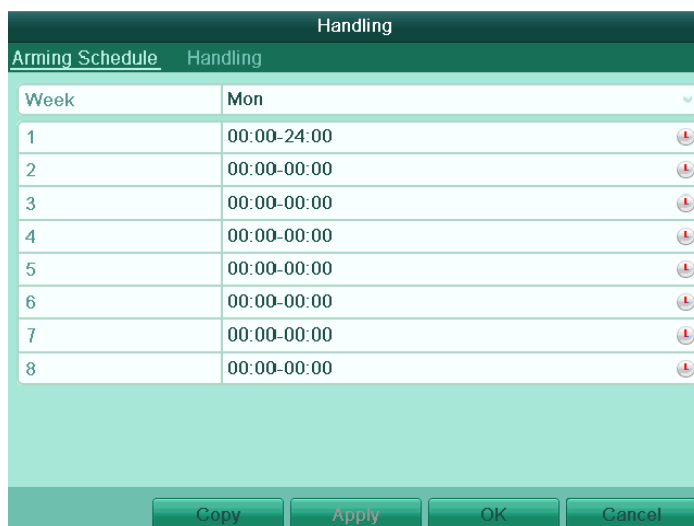 Handling
Arming Schedule Handling
Week Mon
1 00:00-24:00
2 00:00-00:00
3 00:00-00:00
4 00:00-00:00
5 00:00-00:00
6 00:00-00:00
7 00:00-00:00
8 00:00-00:00
Copy Apply OK Cancel